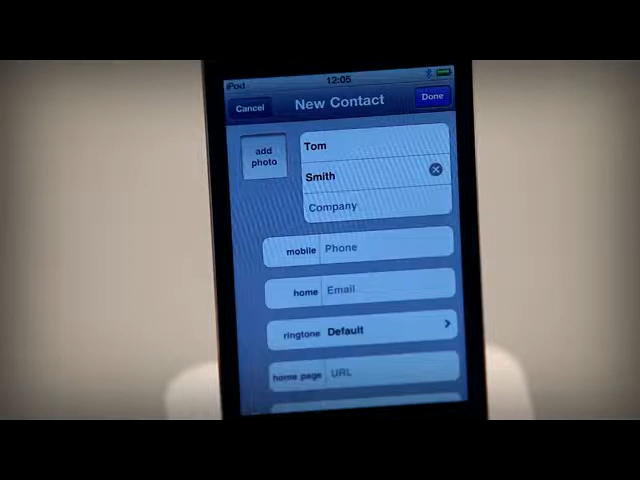 iPod 12:05
Cancel New Contact Done
add photo
Tom
Smith
Company
mobile Phone
home Email
ringtone Default
home page URL